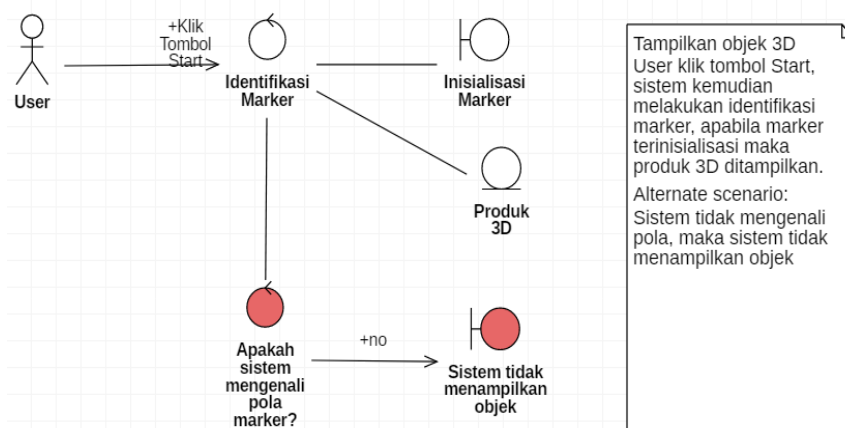 +Klik
Tombol
Start
User
Identifikasi
Marker
Inisialisasi
Marker
Produk
3D
Apakah
sistem
mengenali
pola
marker?
+no
Sistem tidak
menampilkan
objek
Tampilkan objek 3D
User klik tombol Start,
sistem kemudian
melakukan identifikasi
marker, apabila marker
terinisialisasi maka
produk 3D ditampilkan.
Alternate scenario:
Sistem tidak mengenali
pola, maka sistem tidak
menampilkan objek